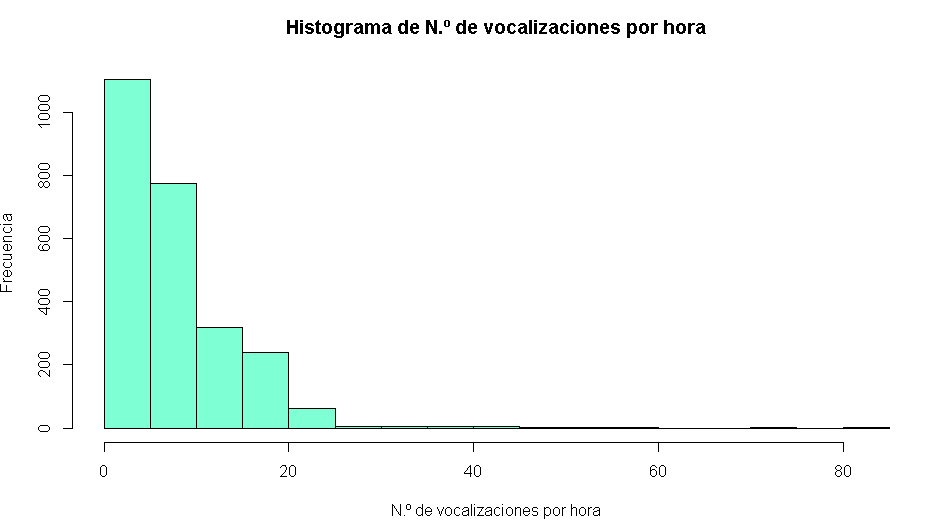 Histograma de N.º de vocalizaciones por hora
Frecuencia
1000
800
600
400
200
0
0 20 40 60 80
N.º de vocalizaciones por hora